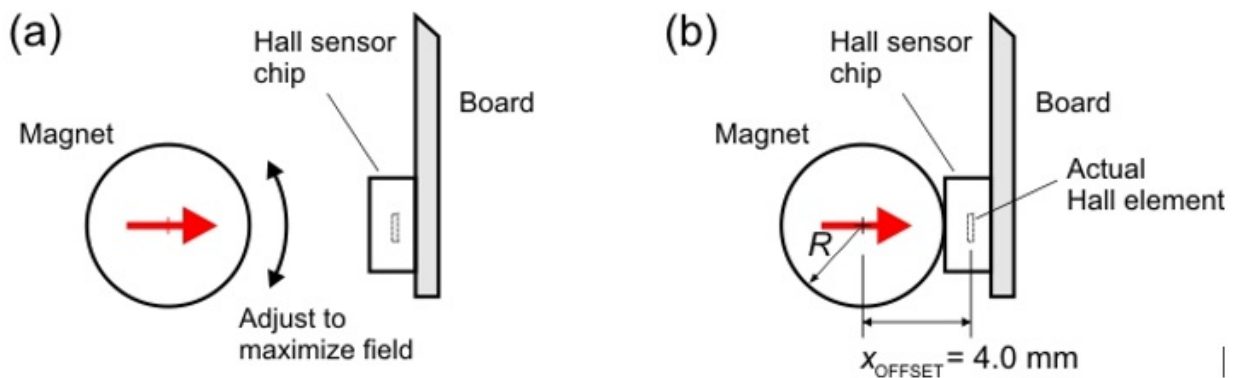 (a)
Hall sensor
chip
Board
Magnet
Adjust to
maximize field
(b)
Hall sensor
chip
Board
Magnet
Actual
Hall element
R
xOFFSET = 4.0 mm